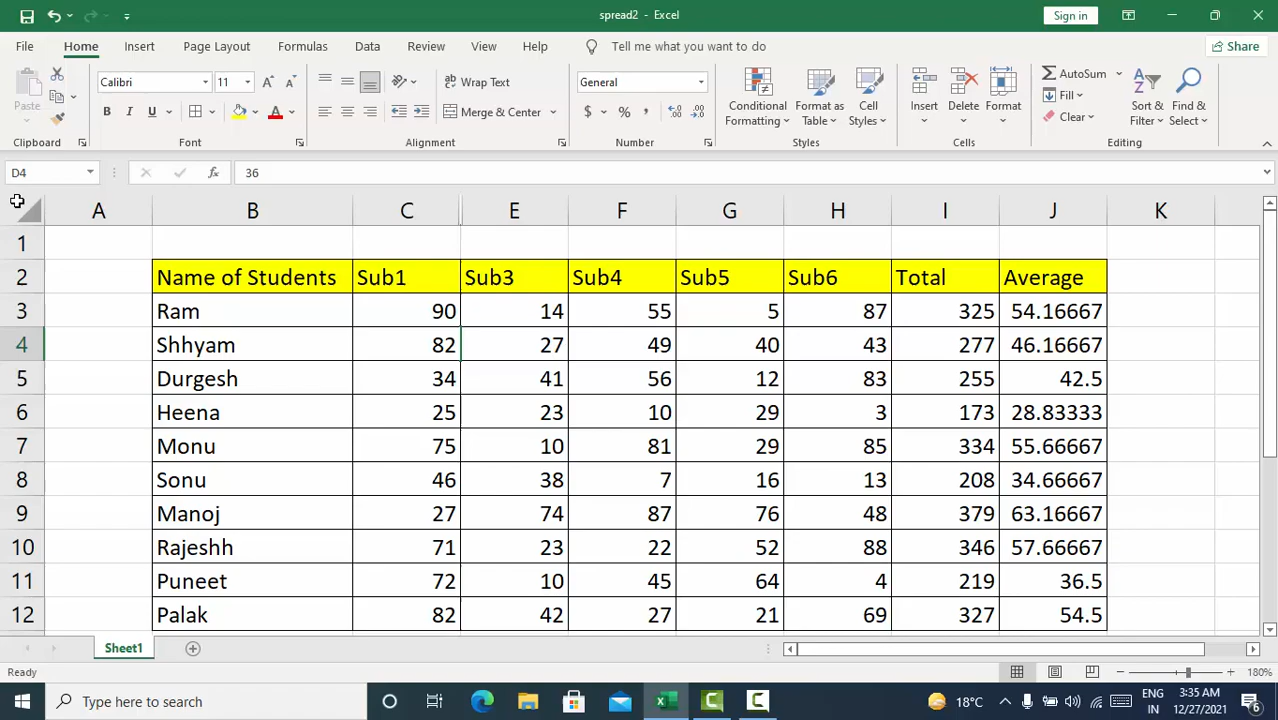 spread2 - Excel
Sign in
File Home Insert Page Layout Formulas Data Review View Help Tell me what you want to do Share
Paste Calibri 11 Wrap Text General Conditional Formatting Format as Table Cell Styles Insert Delete Format AutoSum Sort & Filter Find & Select
B I U A Merge & Center $ % Fill
Clear
Clipboard Font Alignment Number Styles Cells Editing
D4 fx 36
A B C E F G H I J K
1
2 Name of Students Sub1 Sub3 Sub4 Sub5 Sub6 Total Average
3 Ram 90 14 55 5 87 325 54.16667
4 Shhyam 82 27 49 40 43 277 46.16667
5 Durgesh 34 41 56 12 83 255 42.5
6 Heena 25 23 10 29 3 173 28.83333
7 Monu 75 10 81 29 85 334 55.66667
8 Sonu 46 38 7 16 13 208 34.66667
9 Manoj 27 74 87 76 48 379 63.16667
10 Rajeshh 71 23 22 52 88 346 57.66667
11 Puneet 72 10 45 64 4 219 36.5
12 Palak 82 42 27 21 69 327 54.5
Sheet1
Ready 180%
Type here to search 18°C ENG 3:35 AM
IN 12/27/2021 6